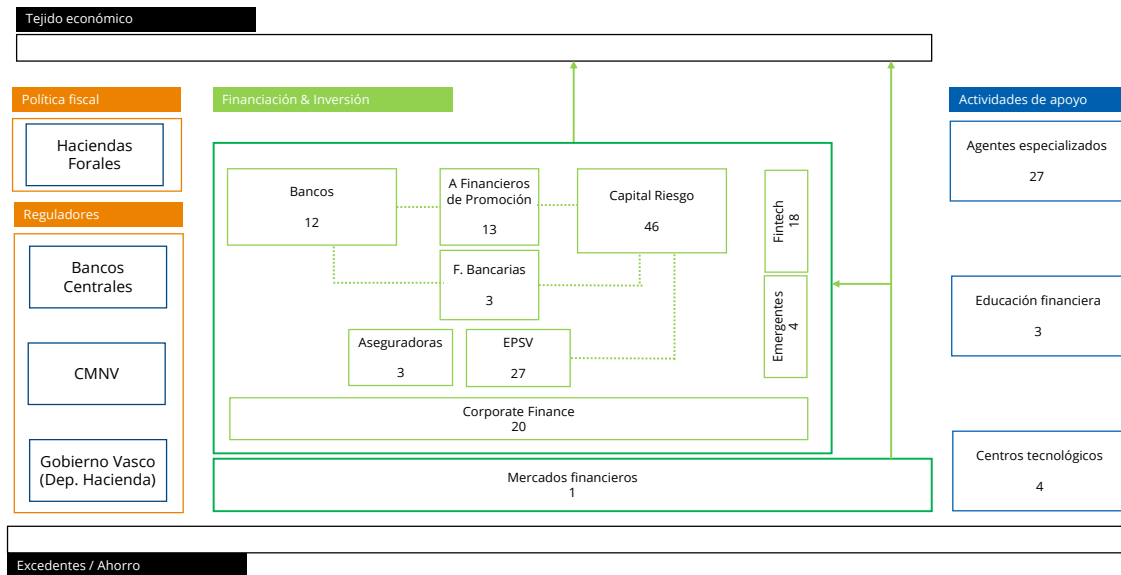 Tejido económico
Política fiscal
Haciendas
Forales
Reguladores
Bancos
Centrales
CMNV
Gobierno Vasco
(Dep. Hacienda)
Financiación & Inversión
Bancos
12
A Financieros
de Promoción
13
Capital Riesgo
46
F. Bancarias
3
Aseguradoras
3
EPSV
27
Fintech
18
Emergentes
4
Corporate Finance
20
Mercados financieros
1
Actividades de apoyo
Agentes especializados
27
Educación financiera
3
Centros tecnológicos
4
Excedentes / Ahorro